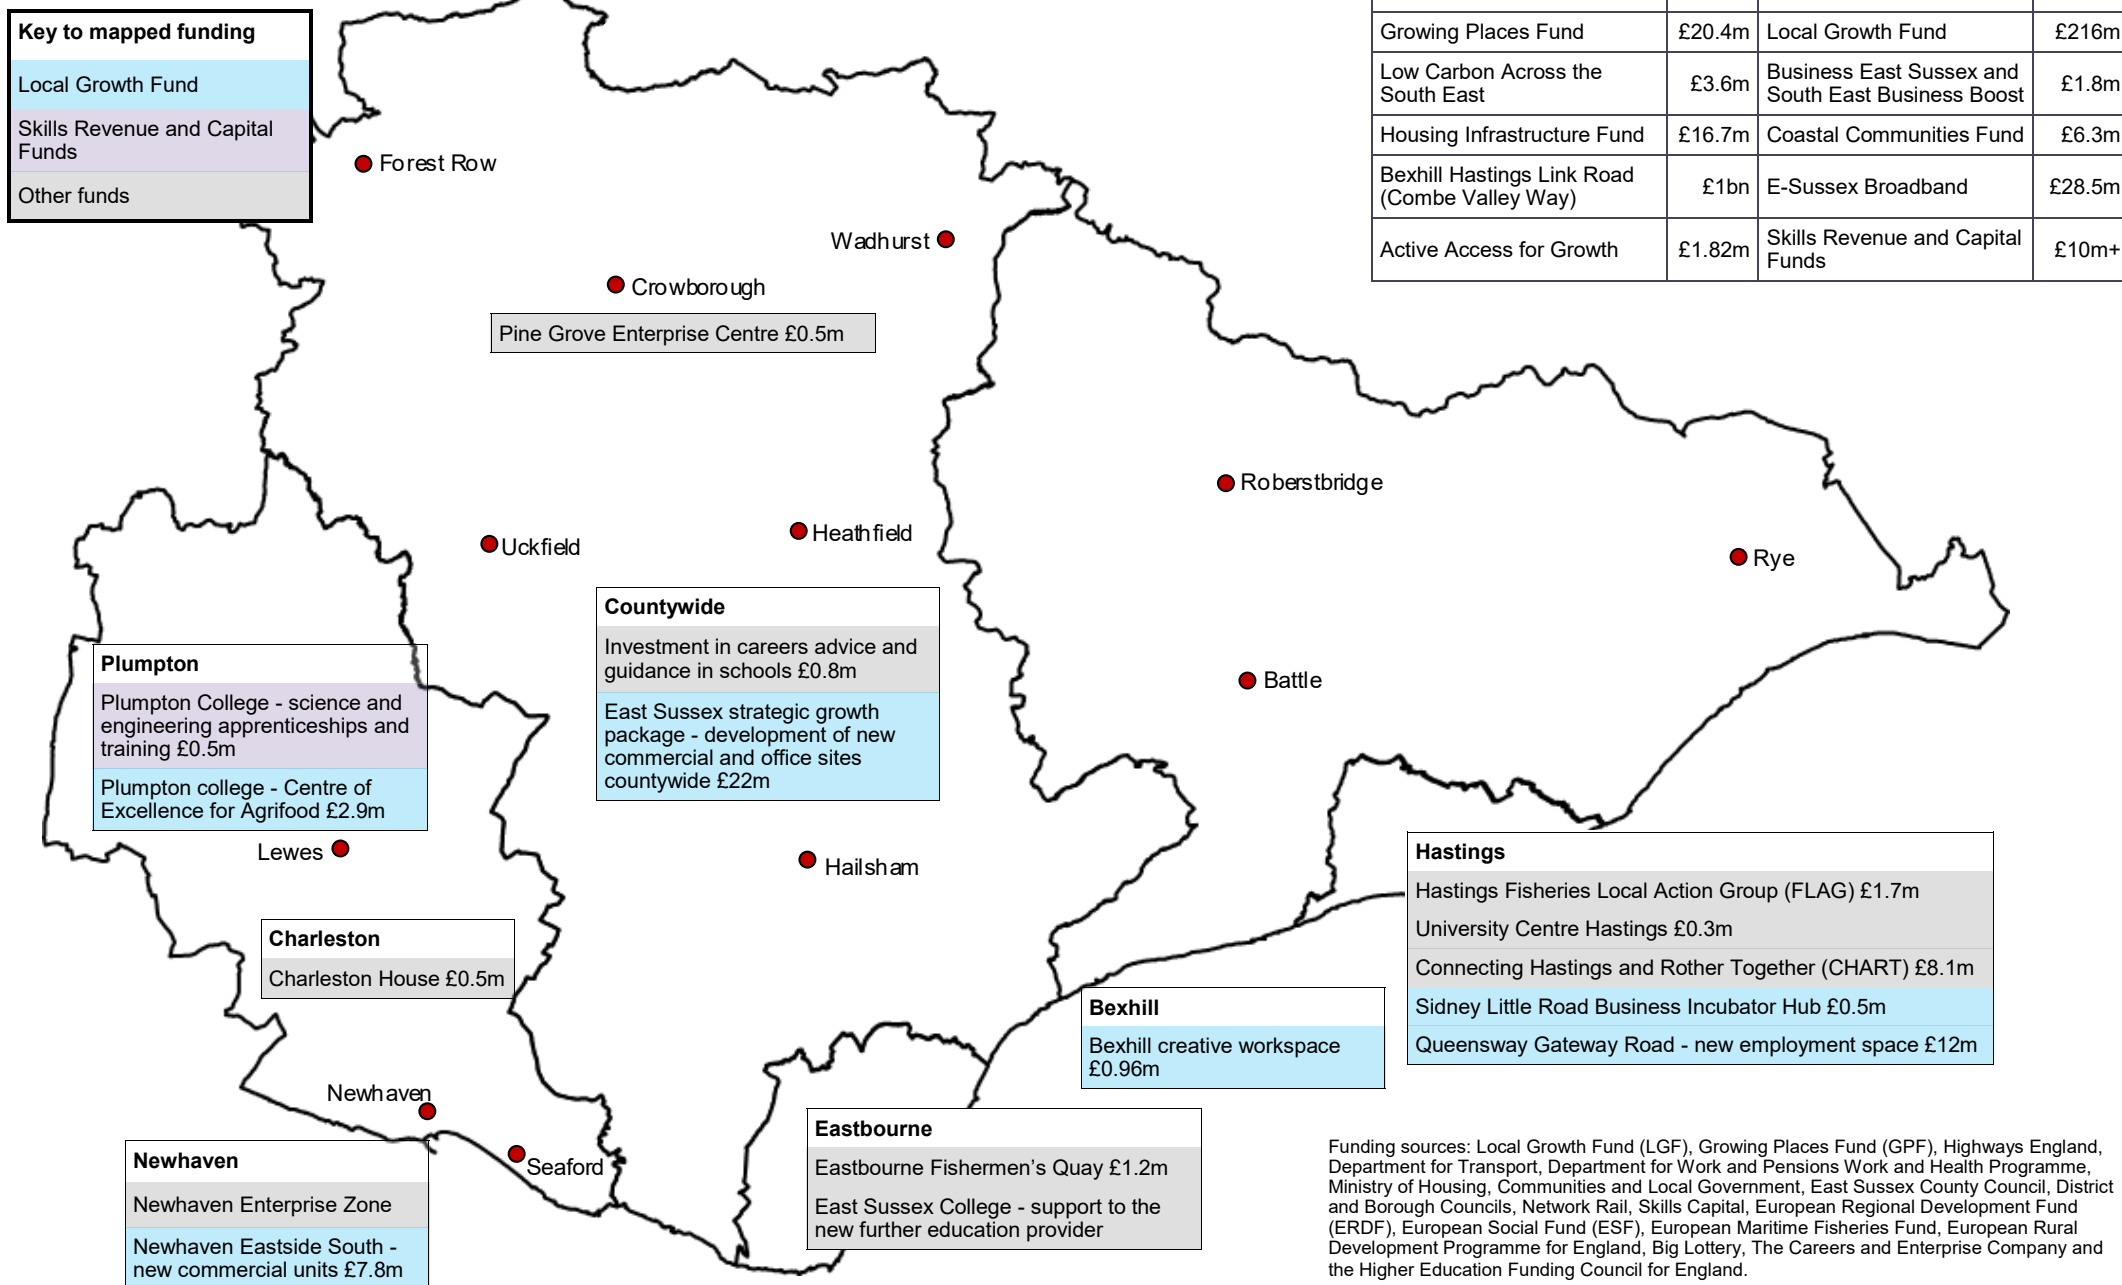 Key to mapped funding
Local Growth Fund
Skills Revenue and Capital
Funds
Other funds
Growing Places Fund £20.4m Local Growth Fund £216m
Low Carbon Across the
South East £3.6m Business East Sussex and
South East Business Boost £1.8m
Housing Infrastructure Fund £16.7m Coastal Communities Fund £6.3m
Bexhill Hastings Link Road
(Combe Valley Way) £1bn E-Sussex Broadband £28.5m
Active Access for Growth £1.82m Skills Revenue and Capital
Funds £10m+
Forest Row
Wadhurst
Crowborough
Pine Grove Enterprise Centre £0.5m
Roberstbridge
Uckfield
Heathfield
Rye
Battle
Countywide
Investment in careers advice and
guidance in schools £0.8m
East Sussex strategic growth
package - development of new
commercial and office sites
countywide £22m
Plumpton
Plumpton College - science and
engineering apprenticeships and
training £0.5m
Plumpton college - Centre of
Excellence for Agrifood £2.9m
Lewes
Hailsham
Charleston
Charleston House £0.5m
Hastings
Hastings Fisheries Local Action Group (FLAG) £1.7m
University Centre Hastings £0.3m
Connecting Hastings and Rother Together (CHART) £8.1m
Sidney Little Road Business Incubator Hub £0.5m
Queensway Gateway Road - new employment space £12m
Bexhill
Bexhill creative workspace
£0.96m
Newhaven
Seaford
Newhaven
Newhaven Enterprise Zone
Newhaven Eastside South -
new commercial units £7.8m
Eastbourne
Eastbourne Fishermen’s Quay £1.2m
East Sussex College - support to the
new further education provider
Funding sources: Local Growth Fund (LGF), Growing Places Fund (GPF), Highways England,
Department for Transport, Department for Work and Pensions Work and Health Programme,
Ministry of Housing, Communities and Local Government, East Sussex County Council, District
and Borough Councils, Network Rail, Skills Capital, European Regional Development Fund
(ERDF), European Social Fund (ESF), European Maritime Fisheries Fund, European Rural
Development Programme for England, Big Lottery, The Careers and Enterprise Company and
the Higher Education Funding Council for England.